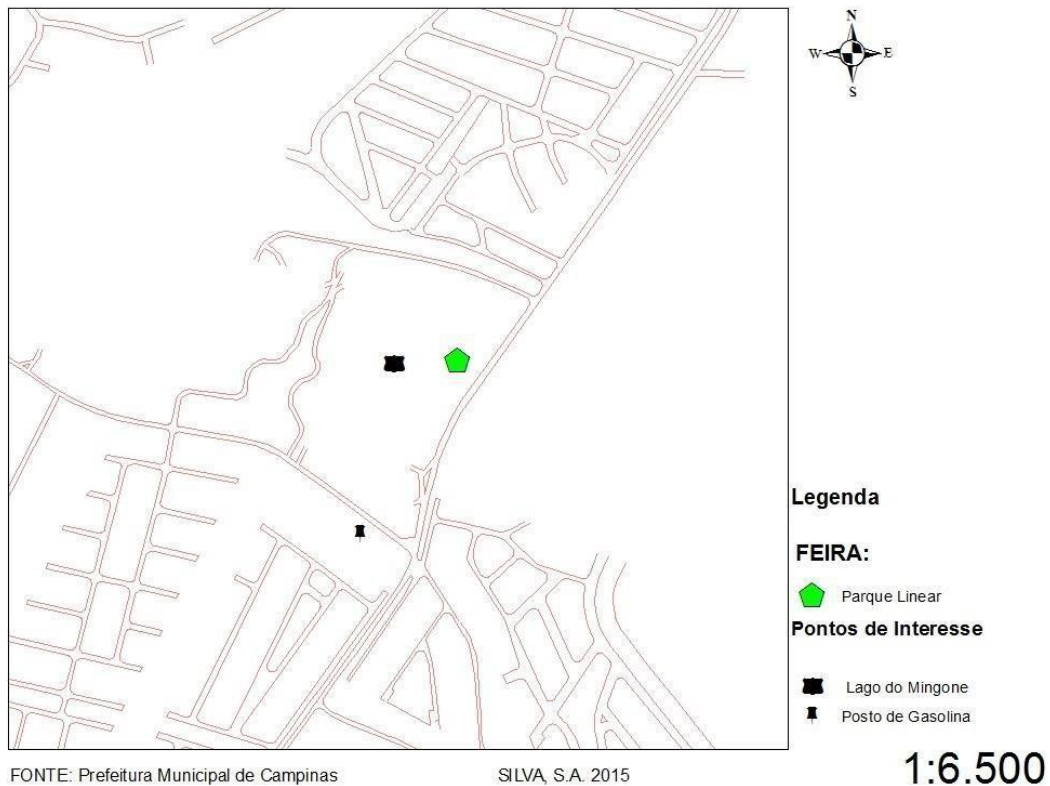 N
W E
S
Legenda
FEIRA:
Parque Linear
Pontos de Interesse
Lago do Mingone
Posto de Gasolina
FONTE: Prefeitura Municipal de Campinas
SILVA, S.A. 2015
1:6.500